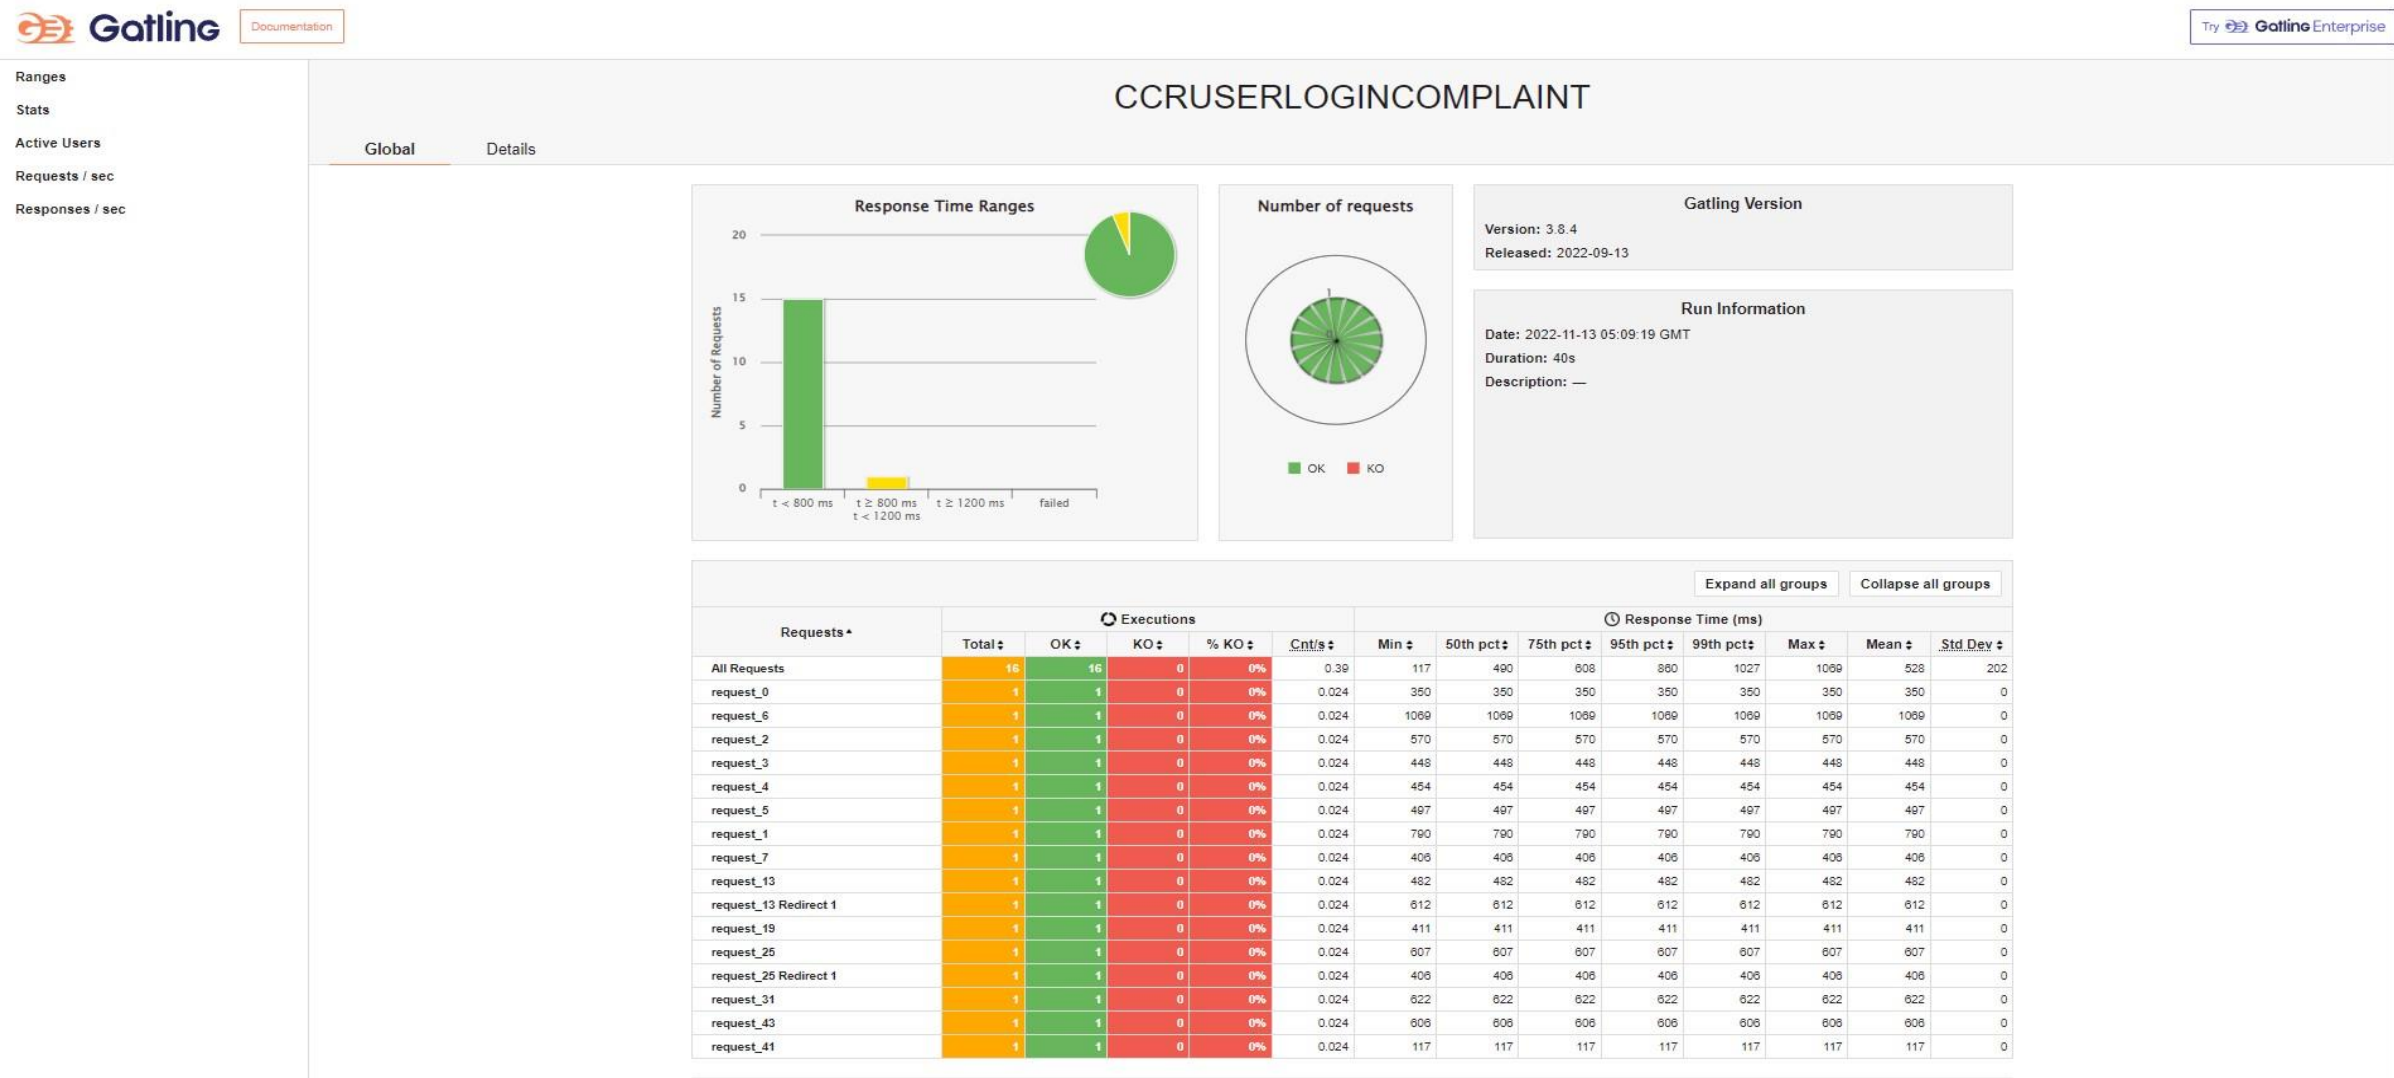 Gatling Documentation Try Gatling Enterprise
Ranges
Stats
Active Users
Requests / sec
Responses / sec
CCRUSERLOGINCOMPLAINT
Global Details
Response Time Ranges
20
15
10
5
0
Number of Requests
t < 800 ms
t ≥ 800 ms
t < 1200 ms
t ≥ 1200 ms
failed
Number of requests
1
0
OK KO
Gatling Version
Version: 3.8.4
Released: 2022-09-13
Run Information
Date: 2022-11-13 05:09:19 GMT
Duration: 40s
Description: —
Expand all groups Collapse all groups
Requests Executions Response Time (ms)
Total OK KO % KO Cnt/s Min 50th pct 75th pct 95th pct 99th pct Max Mean Std Dev
All Requests 16 16 0 0% 0.39 117 490 608 860 1027 1069 528 202
request_0 1 1 0 0% 0.024 350 350 350 350 350 350 350 0
request_6 1 1 0 0% 0.024 1069 1069 1069 1069 1069 1069 1069 0
request_2 1 1 0 0% 0.024 570 570 570 570 570 570 570 0
request_3 1 1 0 0% 0.024 448 448 448 448 448 448 448 0
request_4 1 1 0 0% 0.024 454 454 454 454 454 454 454 0
request_5 1 1 0 0% 0.024 497 497 497 497 497 497 497 0
request_1 1 1 0 0% 0.024 790 790 790 790 790 790 790 0
request_7 1 1 0 0% 0.024 406 406 406 406 406 406 406 0
request_13 1 1 0 0% 0.024 482 482 482 482 482 482 482 0
request_13 Redirect 1 1 1 0 0% 0.024 612 612 612 612 612 612 612 0
request_19 1 1 0 0% 0.024 411 411 411 411 411 411 411 0
request_25 1 1 0 0% 0.024 607 607 607 607 607 607 607 0
request_25 Redirect 1 1 1 0 0% 0.024 406 406 406 406 406 406 406 0
request_31 1 1 0 0% 0.024 622 622 622 622 622 622 622 0
request_43 1 1 0 0% 0.024 606 606 606 606 606 606 606 0
request_41 1 1 0 0% 0.024 117 117 117 117 117 117 117 0